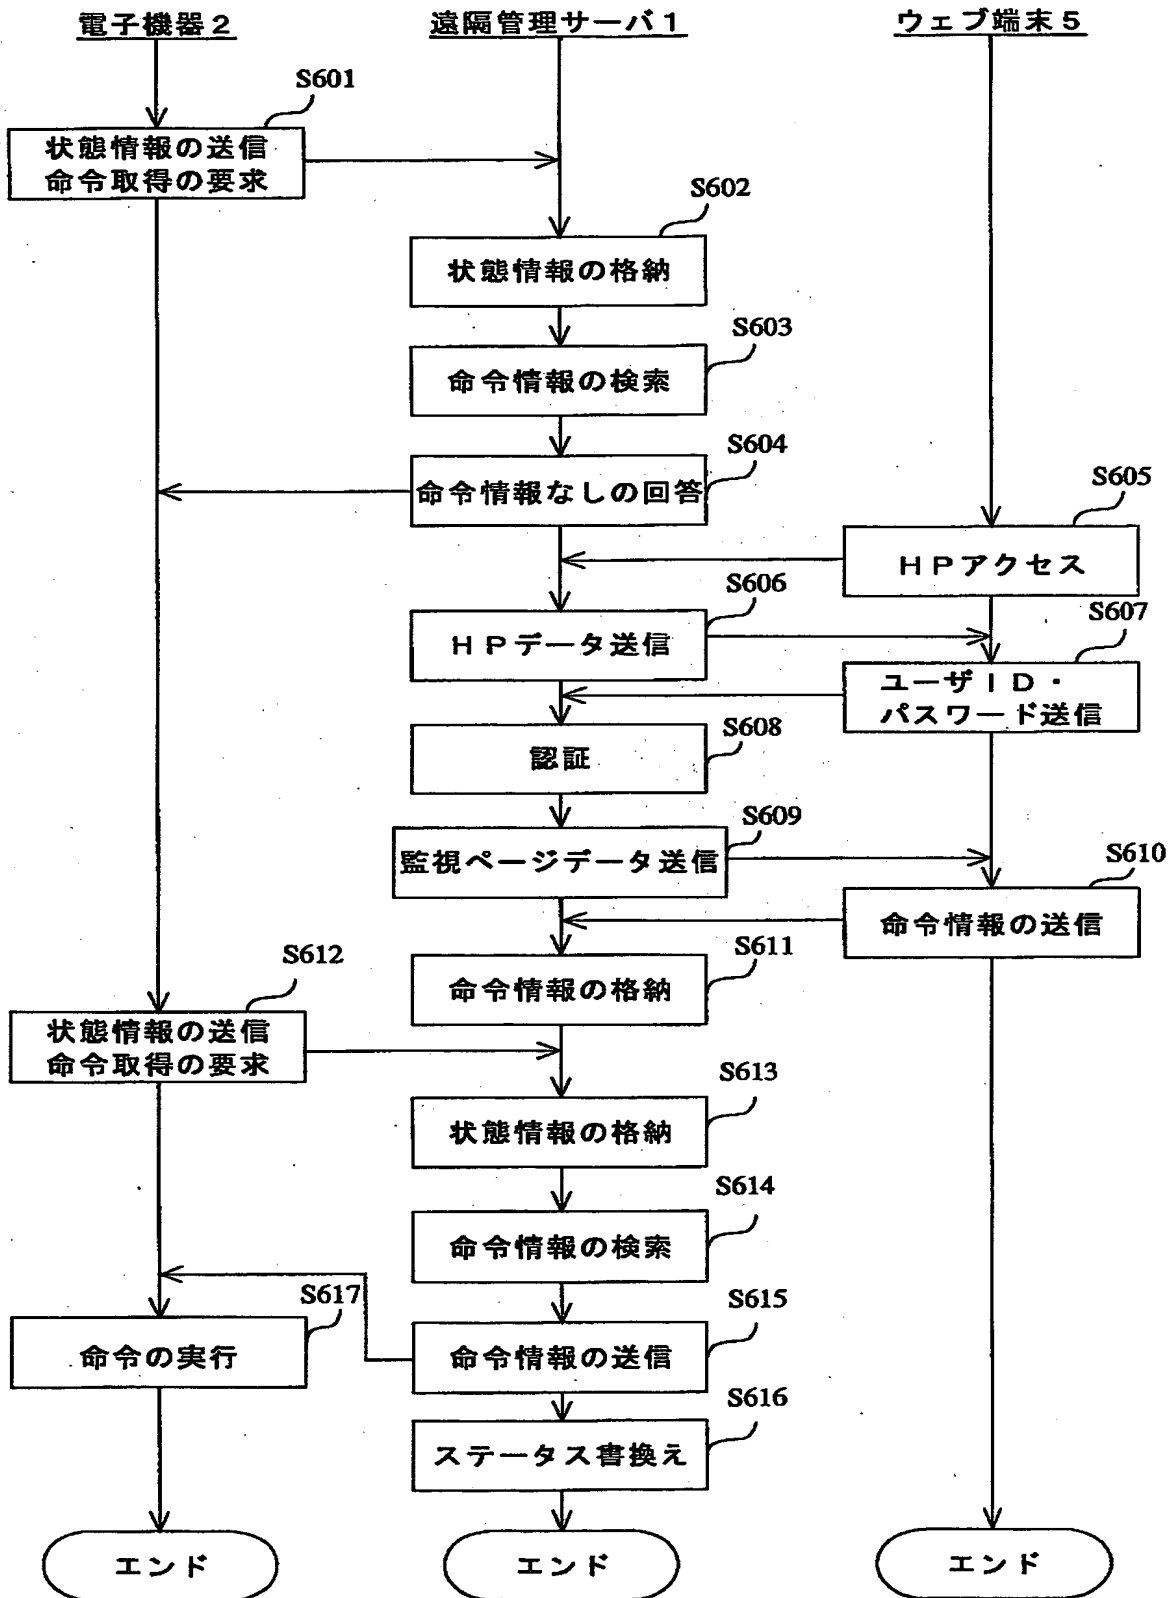 電子機器２
遠隔管理サーバ１
ウェブ端末５
S601
状態情報の送信
命令取得の要求
S602
状態情報の格納
S603
命令情報の検索
S604
命令情報なしの回答
S605
ＨＰアクセス
S606
ＨＰデータ送信
S607
ユーザＩＤ・
パスワード送信
S608
認証
S609
監視ページデータ送信
S610
命令情報の送信
S611
命令情報の格納
S612
状態情報の送信
命令取得の要求
S613
状態情報の格納
S614
命令情報の検索
S615
命令情報の送信
S617
命令の実行
S616
ステータス書換え
エンド
エンド
エンド